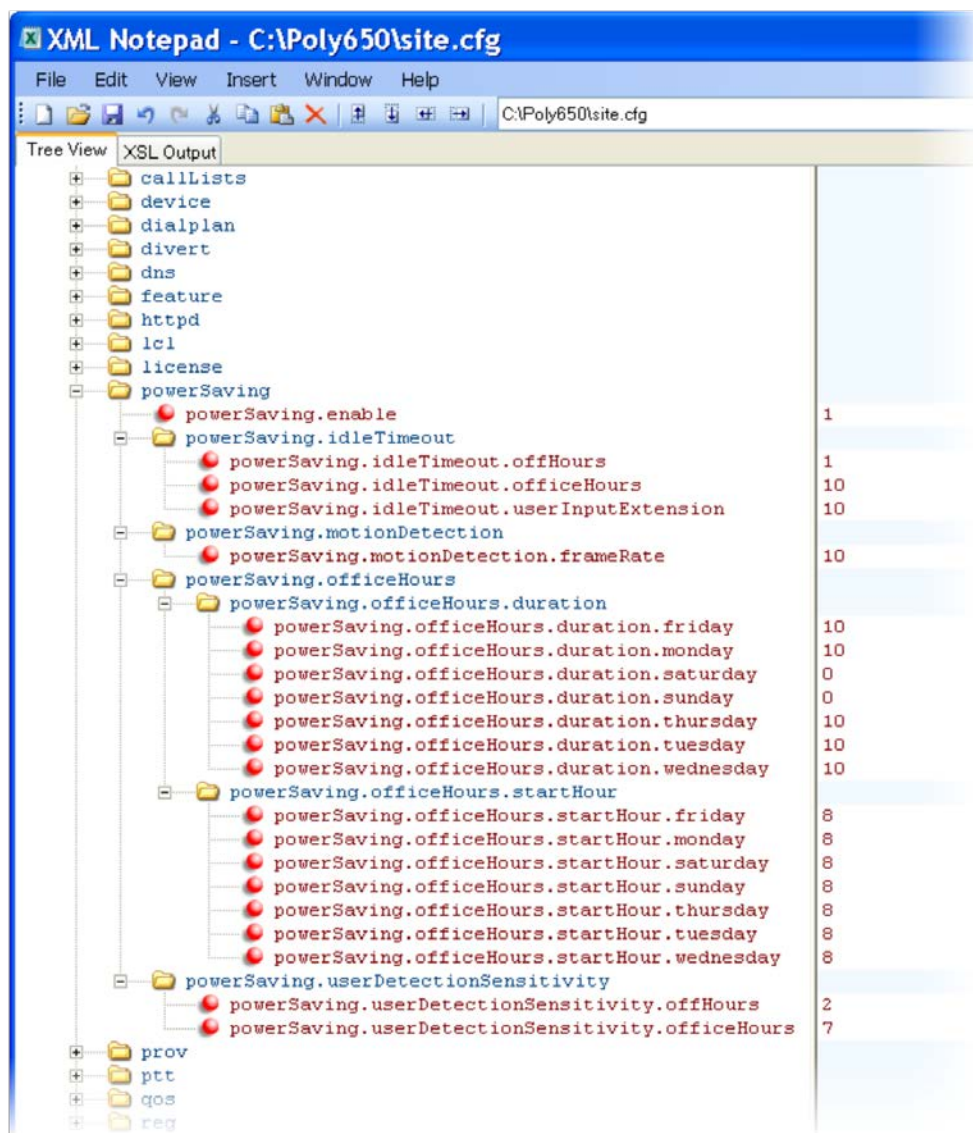 XML Notepad - C:\Poly650\site.cfg
File Edit View Insert Window Help
C:\Poly650\site.cfg
Tree View XSL Output
callLists
device
dialplan
divert
dns
feature
httpd
lcl
license
powerSaving
powerSaving.enable 1
powerSaving.idleTimeout
powerSaving.idleTimeout.offHours 1
powerSaving.idleTimeout.officeHours 10
powerSaving.idleTimeout.userInputExtension 10
powerSaving.motionDetection
powerSaving.motionDetection.frameRate 10
powerSaving.officeHours
powerSaving.officeHours.duration
powerSaving.officeHours.duration.friday 10
powerSaving.officeHours.duration.monday 10
powerSaving.officeHours.duration.saturday 0
powerSaving.officeHours.duration.sunday 0
powerSaving.officeHours.duration.thursday 10
powerSaving.officeHours.duration.tuesday 10
powerSaving.officeHours.duration.wednesday 10
powerSaving.officeHours.startHour
powerSaving.officeHours.startHour.friday 8
powerSaving.officeHours.startHour.monday 8
powerSaving.officeHours.startHour.saturday 8
powerSaving.officeHours.startHour.sunday 8
powerSaving.officeHours.startHour.thursday 8
powerSaving.officeHours.startHour.tuesday 8
powerSaving.officeHours.startHour.wednesday 8
powerSaving.userDetectionSensitivity
powerSaving.userDetectionSensitivity.offHours 2
powerSaving.userDetectionSensitivity.officeHours 7
prov
ptt
qos
reg